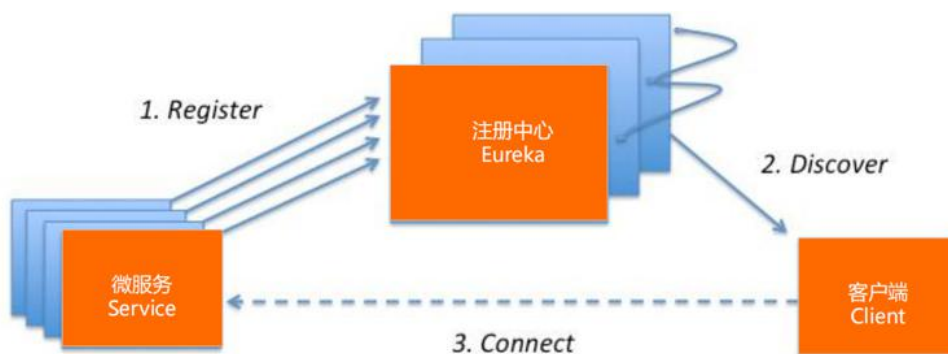 1. Register
注册中心
Eureka
2. Discover
微服务
Service
客户端
Client
3. Connect